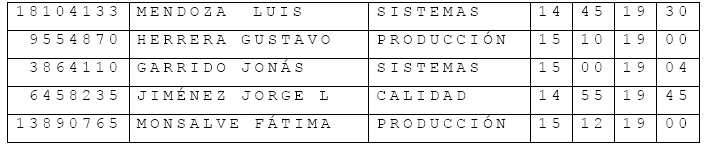 18104133 MENDOZA LUIS SISTEMAS 14 45 19 30
9554870 HERRERA GUSTAVO PRODUCCIÓN 15 10 19 00
3864110 GARRIDO JONÁS SISTEMAS 15 00 19 04
6458235 JIMÉNEZ JORGE L CALIDAD 14 55 19 45
13890765 MONSALVE FÁTIMA PRODUCCIÓN 15 12 19 00